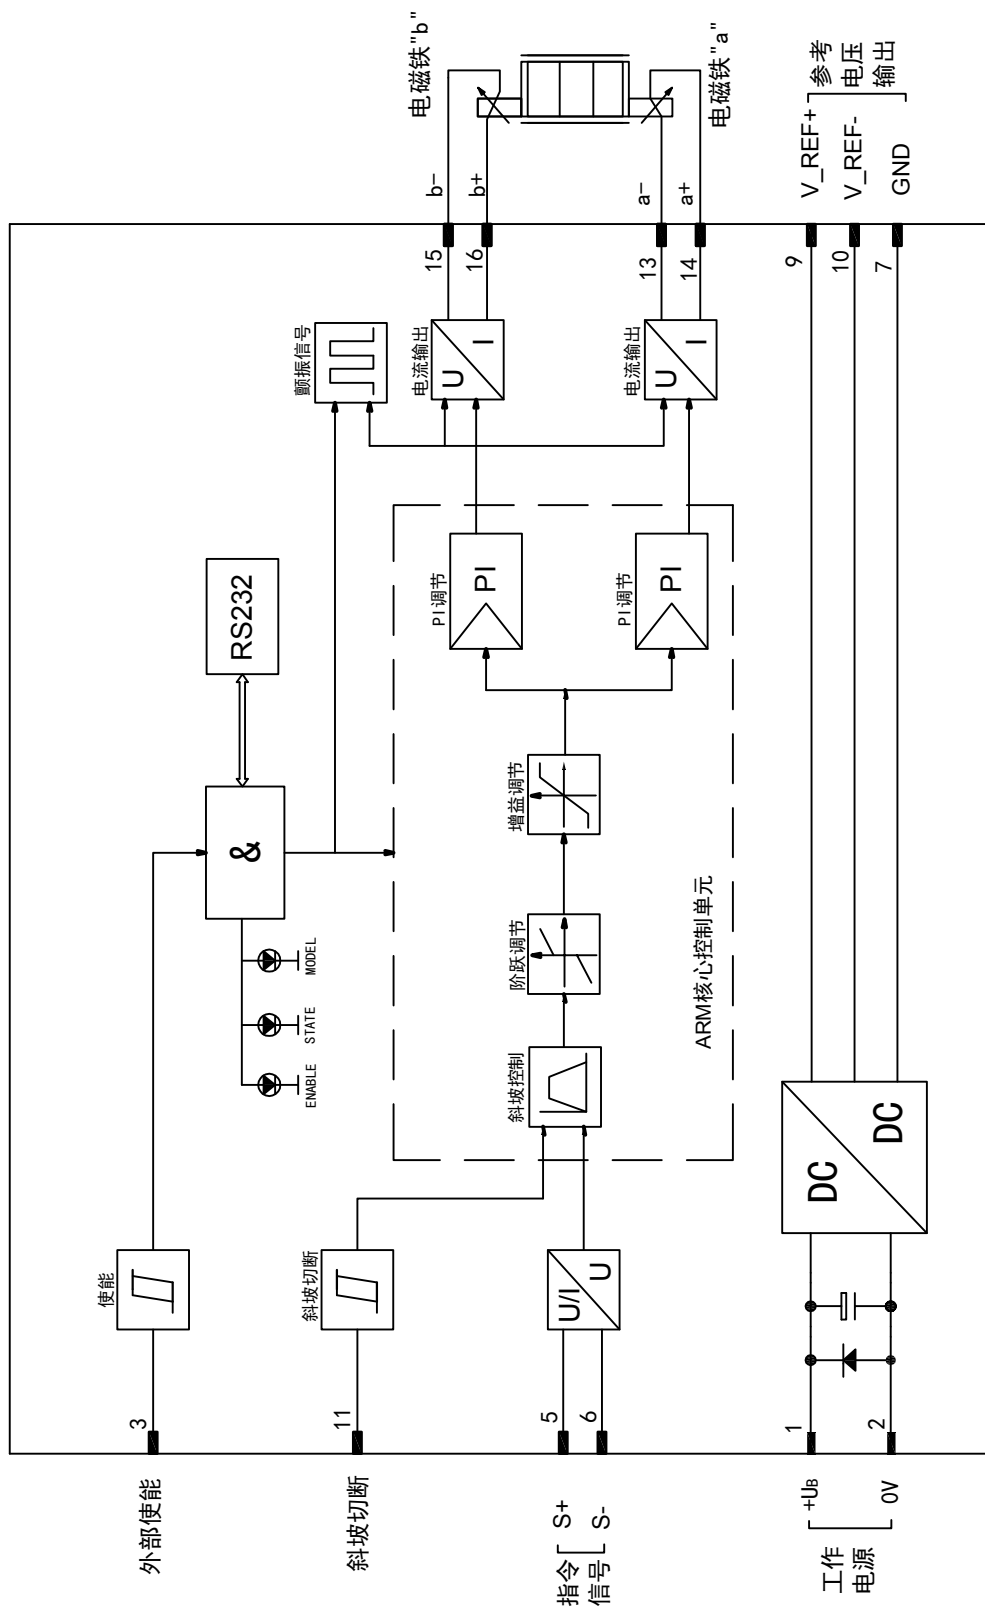 外部使能
3
使能
&
RS232
ENABLE
STATE
MODEL
斜坡切断
11
斜坡切断
颤振信号
指令
信号
S+
S-
5
6
U/I
U
斜坡控制
阶跃调节
增益调节
PI调节
PI
PI调节
PI
ARM核心控制单元
电流输出
U
I
15
16
b-
b+
电磁铁"b"
电流输出
U
I
13
14
a-
a+
电磁铁"a"
工作
电源
+UB
0V
1
2
DC
DC
9
10
7
V_REF+
V_REF-
GND
参考
电压
输出